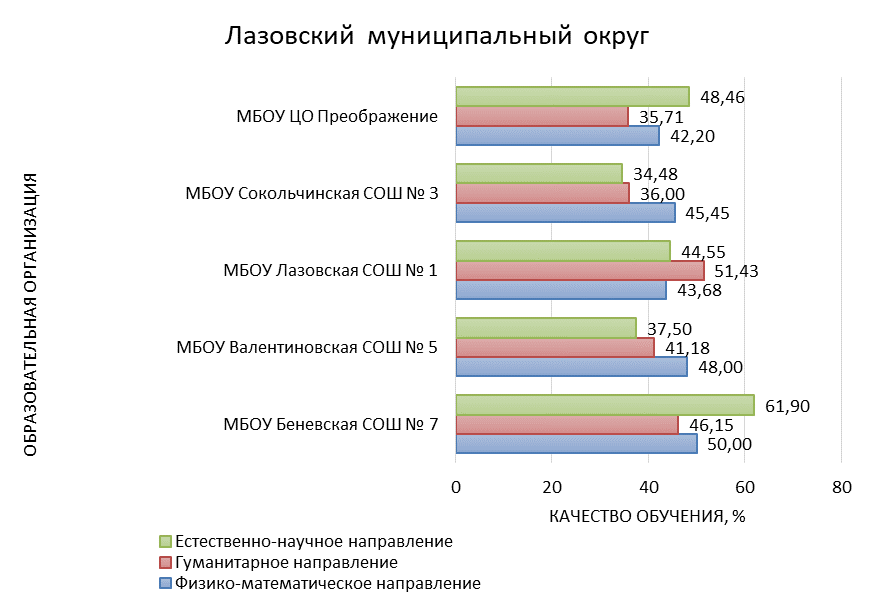 Лазовский муниципальный округ
ОБРАЗОВАТЕЛЬНАЯ ОРГАНИЗАЦИЯ
МБОУ ЦО Преображение
48,46
35,71
42,20
МБОУ Сокольчинская СОШ № 3
34,48
36,00
45,45
МБОУ Лазовская СОШ № 1
44,55
51,43
43,68
МБОУ Валентиновская СОШ № 5
37,50
41,18
48,00
МБОУ Беневская СОШ № 7
61,90
46,15
50,00
0 20 40 60 80
КАЧЕСТВО ОБУЧЕНИЯ, %
Естественно-научное направление
Гуманитарное направление
Физико-математическое направление